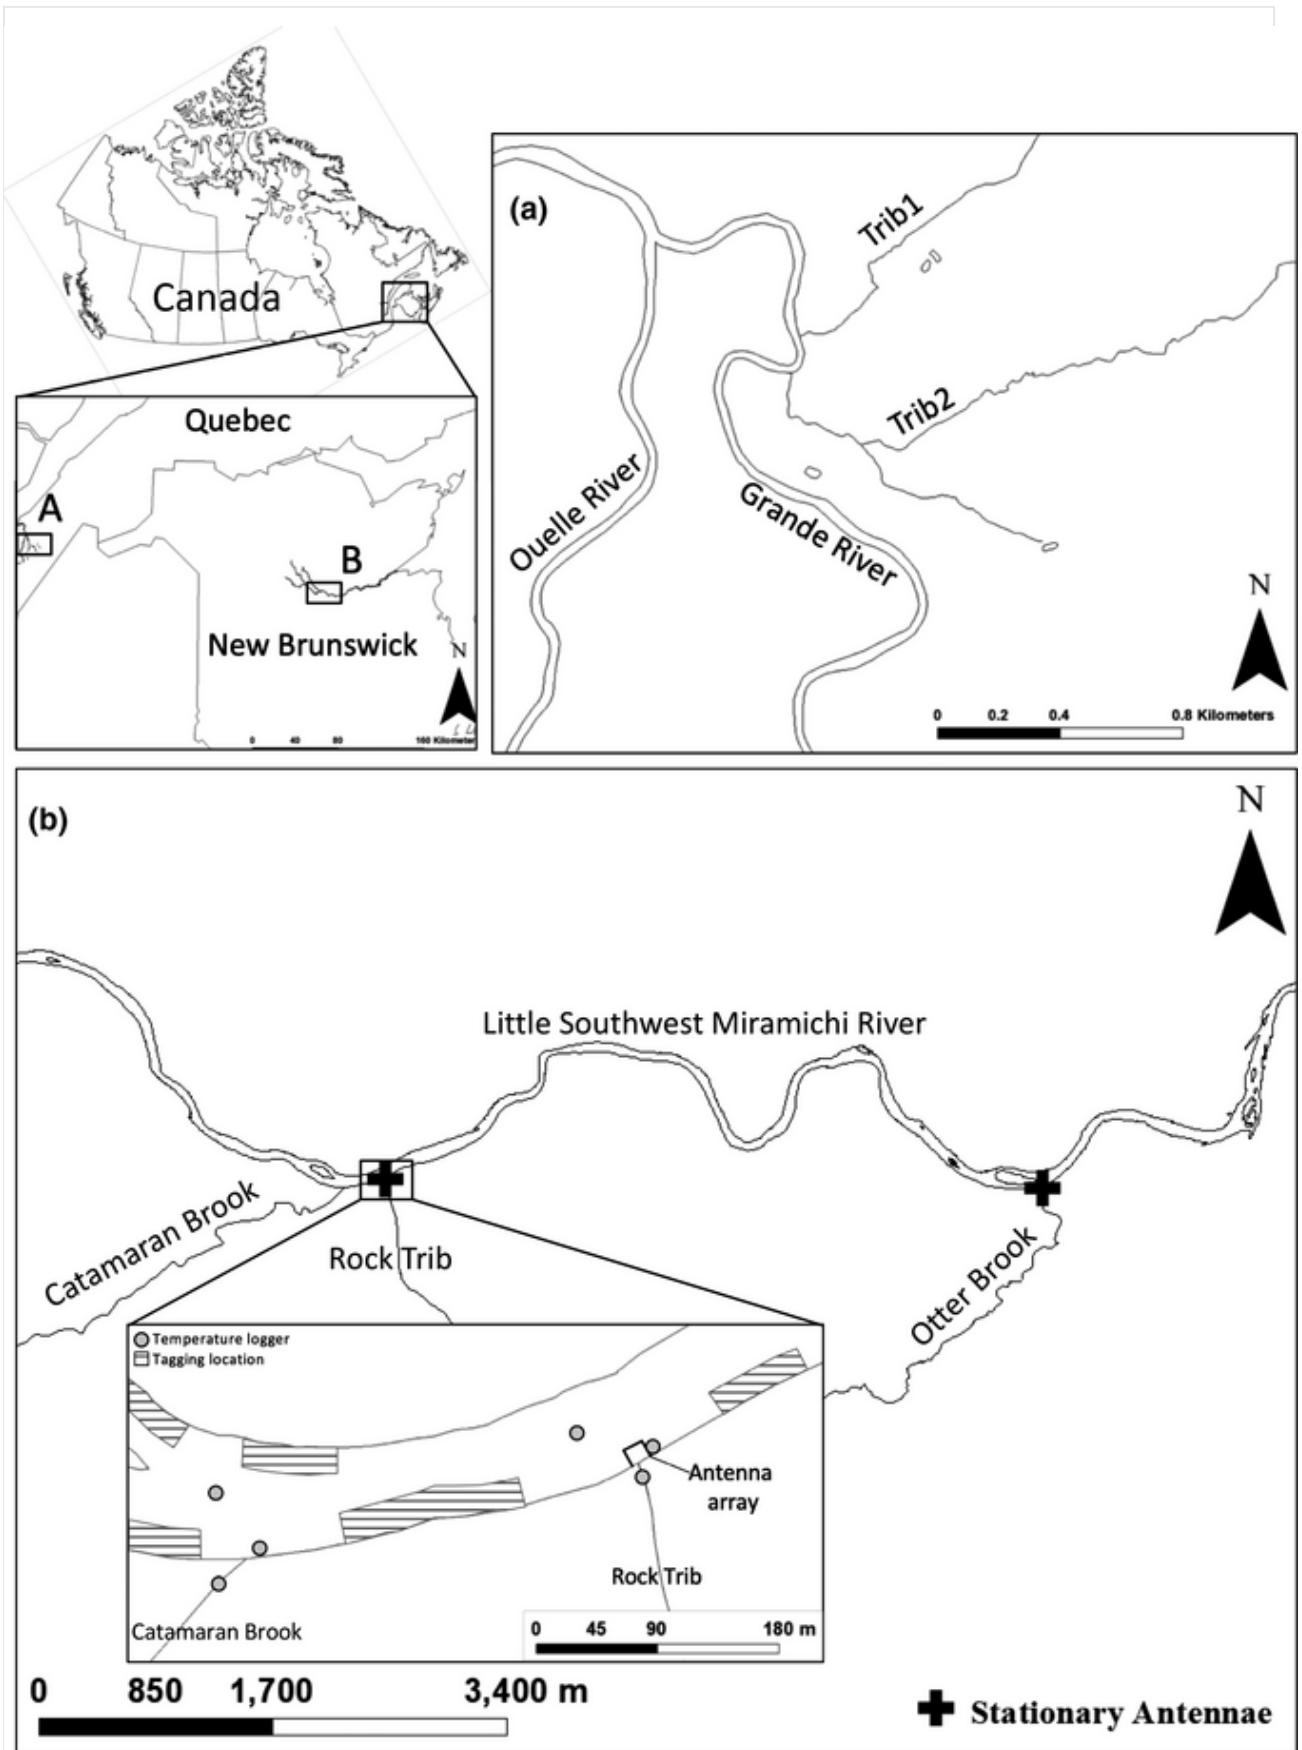 Canada
Quebec
A
B
New Brunswick
N
0 40 80 160 Kilometer
(a)
Trib1
Trib2
Ouelle River
Grande River
N
0 0.2 0.4 0.8 Kilometers
(b)
N
Little Southwest Miramichi River
Catamaran Brook
Rock Trib
Otter Brook
Temperature logger
Tagging location
Antenna
array
Rock Trib
Catamaran Brook
0 45 90 180 m
0 850 1,700 3,400 m
Stationary Antennae